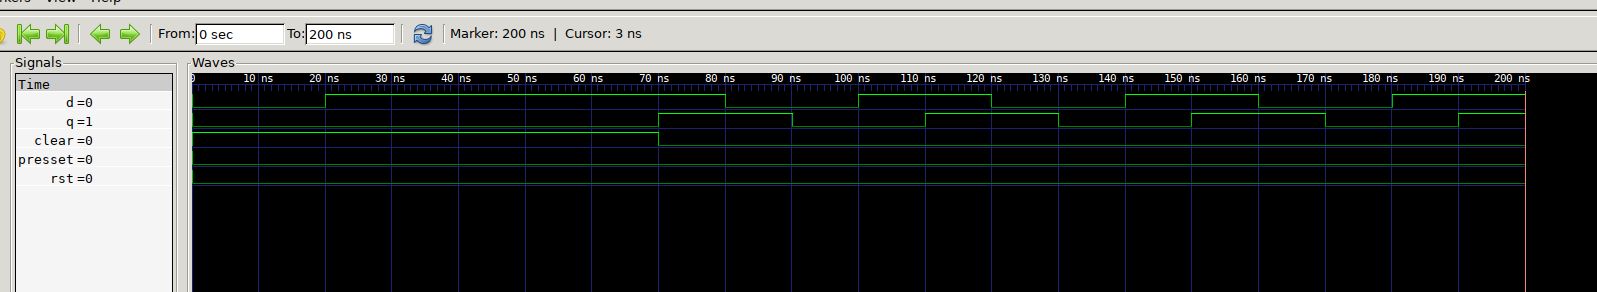 View
From: 0 sec To: 200 ns Marker: 200 ns | Cursor: 3 ns
Signals Waves
Time
0 10 ns 20 ns 30 ns 40 ns 50 ns 60 ns 70 ns 80 ns 90 ns 100 ns 110 ns 120 ns 130 ns 140 ns 150 ns 160 ns 170 ns 180 ns 190 ns 200 ns
d=0
q=1
clear=0
presset=0
rst=0